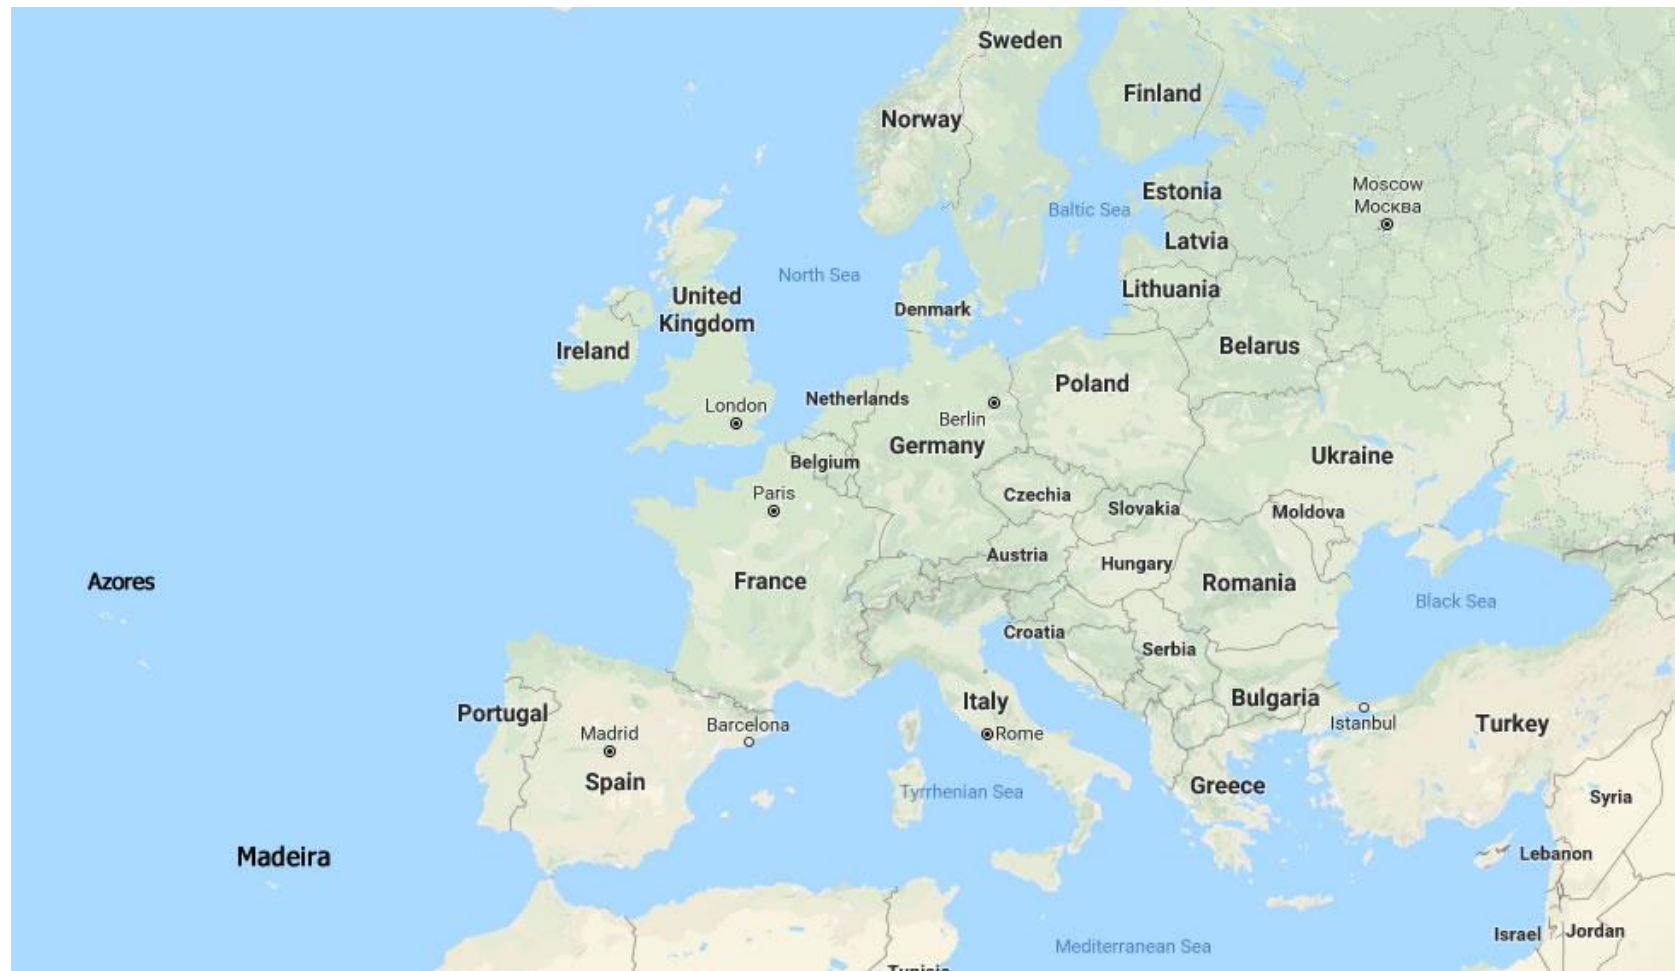 Sweden
Finland
Norway
Estonia
Moscow
Москва
Baltic Sea
Latvia
North Sea
Lithuania
United
Kingdom
Denmark
Belarus
Ireland
Poland
Netherlands
London
Berlin
Germany
Ukraine
Belgium
Paris
Czechia
Slovakia
Moldova
Austria
Hungary
Azores
France
Romania
Black Sea
Croatia
Serbia
Italy
Bulgaria
Portugal
Barcelona
Istanbul
Turkey
Madrid
Rome
Spain
Greece
Tyrrhenian Sea
Syria
Madeira
Lebanon
Israel
Jordan
Mediterranean Sea
Tunisia